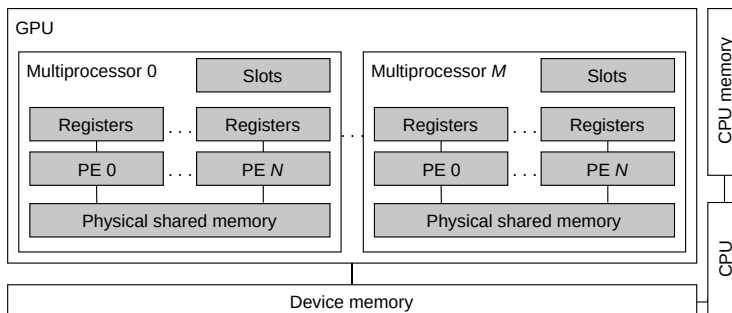 GPU
Multiprocessor 0
Slots
Registers
. . .
Registers
PE 0
. . .
PE N
Physical shared memory
. . .
Multiprocessor M
Slots
Registers
. . .
Registers
PE 0
. . .
PE N
Physical shared memory
Device memory
CPU memory
CPU